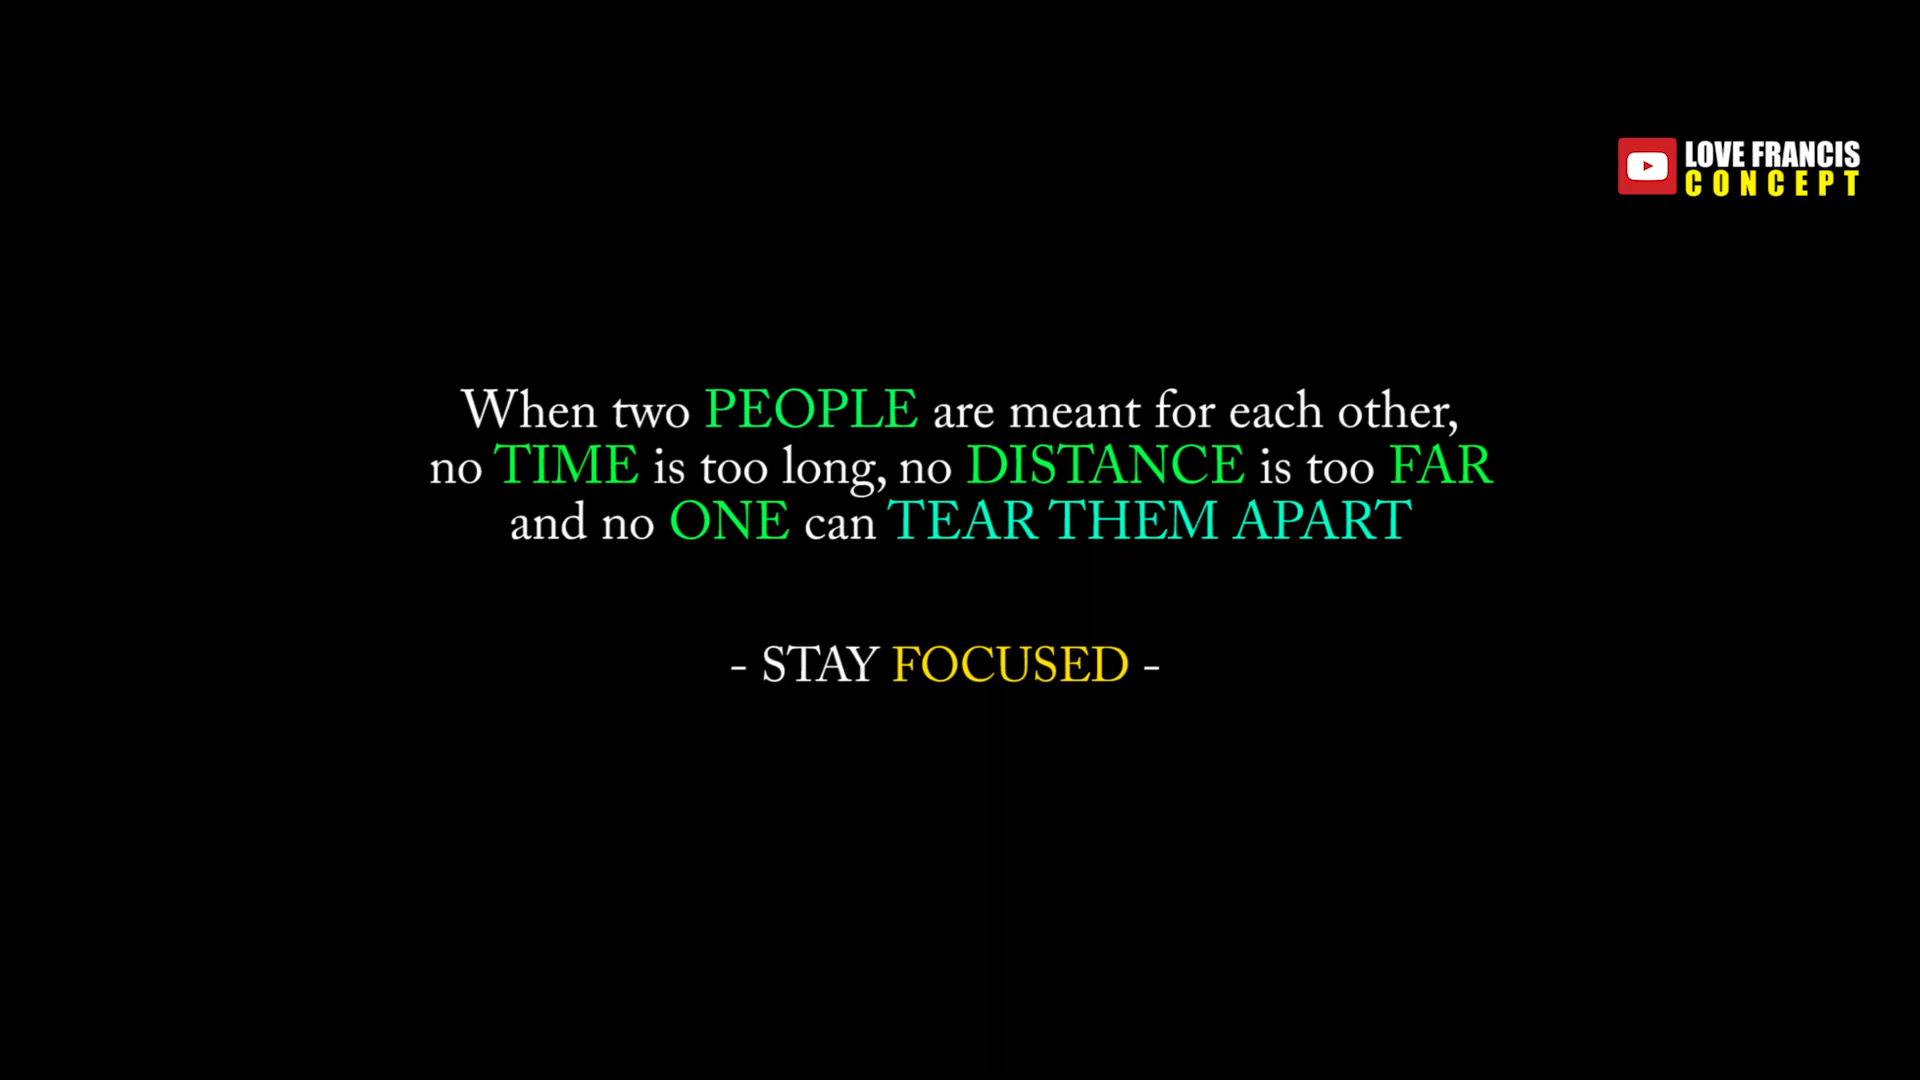 LOVE FRANCIS
CONCEPT
When two PEOPLE are meant for each other,
no TIME is too long, no DISTANCE is too FAR
and no ONE can TEAR THEM APART
- STAY FOCUSED -